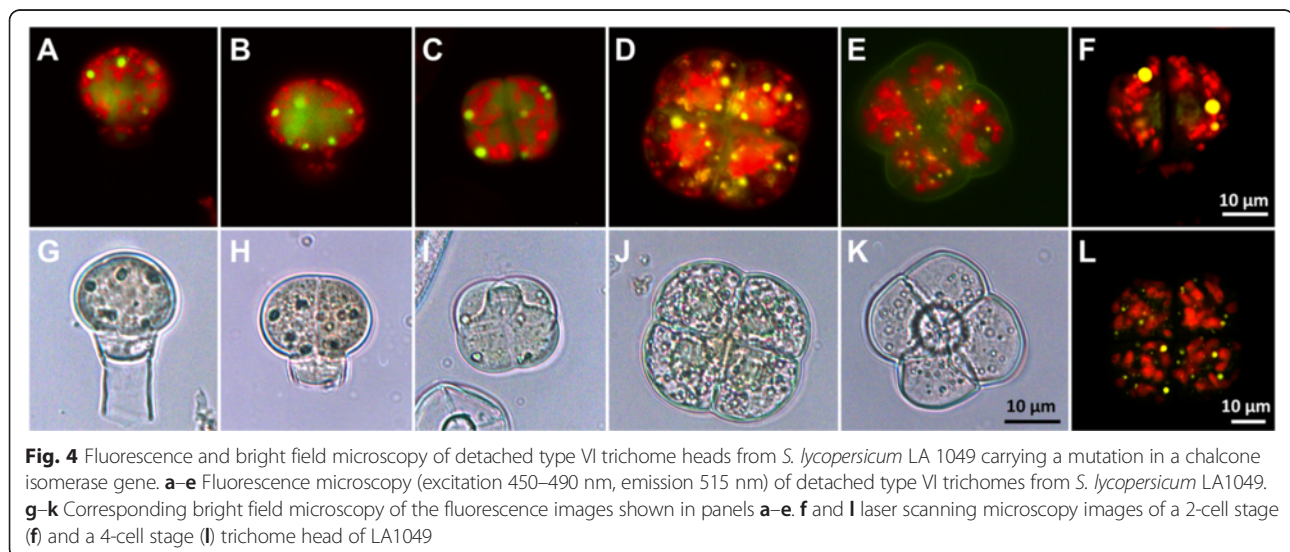 A B C D E F
10 µm
G H I J K L
10 µm 10 µm
Fig. 4 Fluorescence and bright field microscopy of detached type VI trichome heads from S. lycopersicum LA 1049 carrying a mutation in a chalcone
isomerase gene. a–e Fluorescence microscopy (excitation 450–490 nm, emission 515 nm) of detached type VI trichomes from S. lycopersicum LA1049.
g–k Corresponding bright field microscopy of the fluorescence images shown in panels a–e. f and l laser scanning microscopy images of a 2-cell stage
(f) and a 4-cell stage (l) trichome head of LA1049